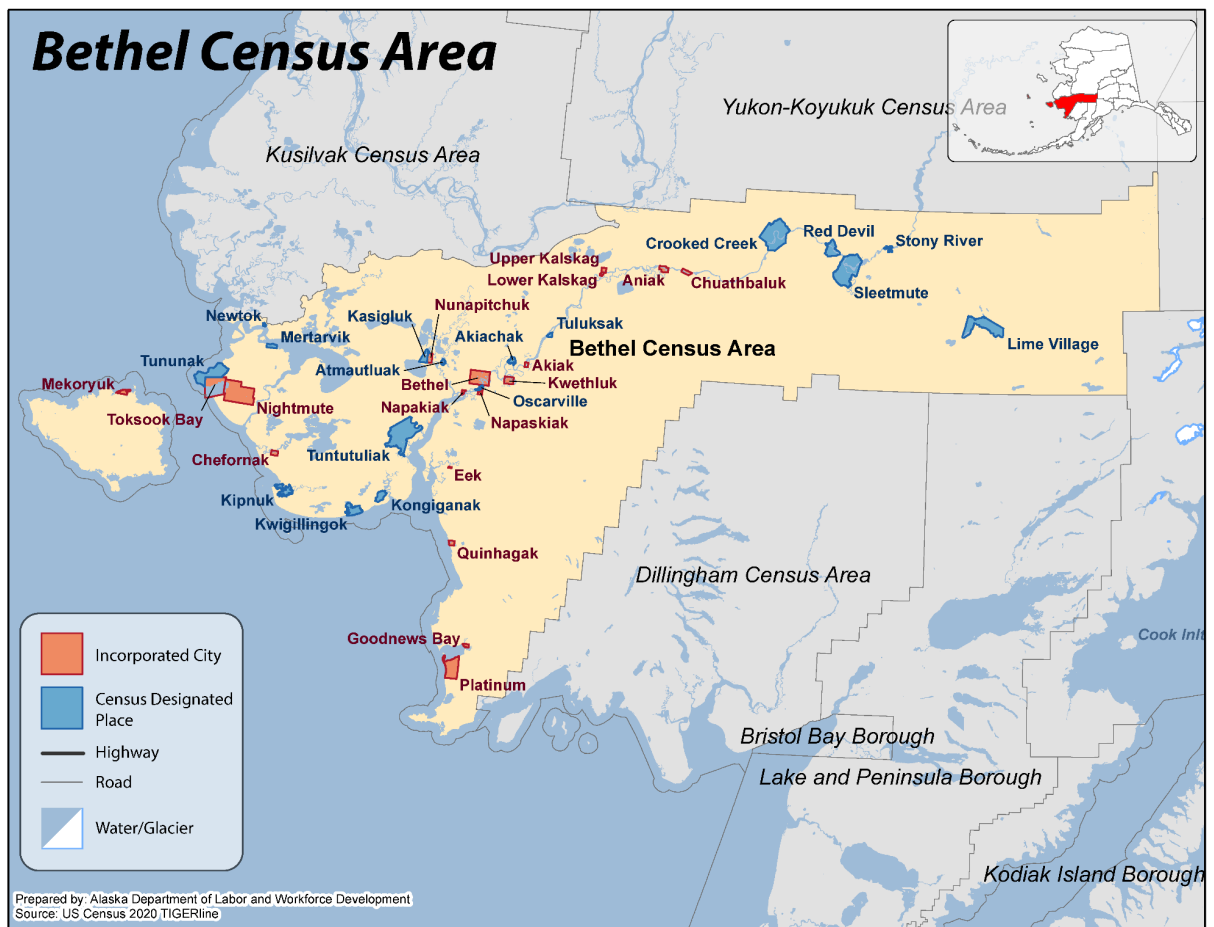 Bethel Census Area
Yukon-Koyukuk Census Area
Kusilvak Census Area
Crooked Creek
Red Devil
Stony River
Upper Kalskag
Lower Kalskag
Aniak
Chuathbaluk
Sleetmute
Newtok
Kasigluk
Nunapitchuk
Mertarvik
Akiachak
Tuluksak
Bethel Census Area
Lime Village
Tununak
Atmautluak
Akiak
Mekoryuk
Bethel
Kwethluk
Toksook Bay
Nightmute
Napakiak
Oscarville
Napaskiak
Chefornak
Tuntutuliak
Eek
Kipnuk
Kongiganak
Kwigillingok
Quinhagak
Dillingham Census Area
Goodnews Bay
Cook Inlt
Platinum
Bristol Bay Borough
Lake and Peninsula Borough
Kodiak Island Borough
Incorporated City
Census Designated
Place
Highway
Road
Water/Glacier
Prepared by: Alaska Department of Labor and Workforce Development
Source: US Census 2020 TIGERline